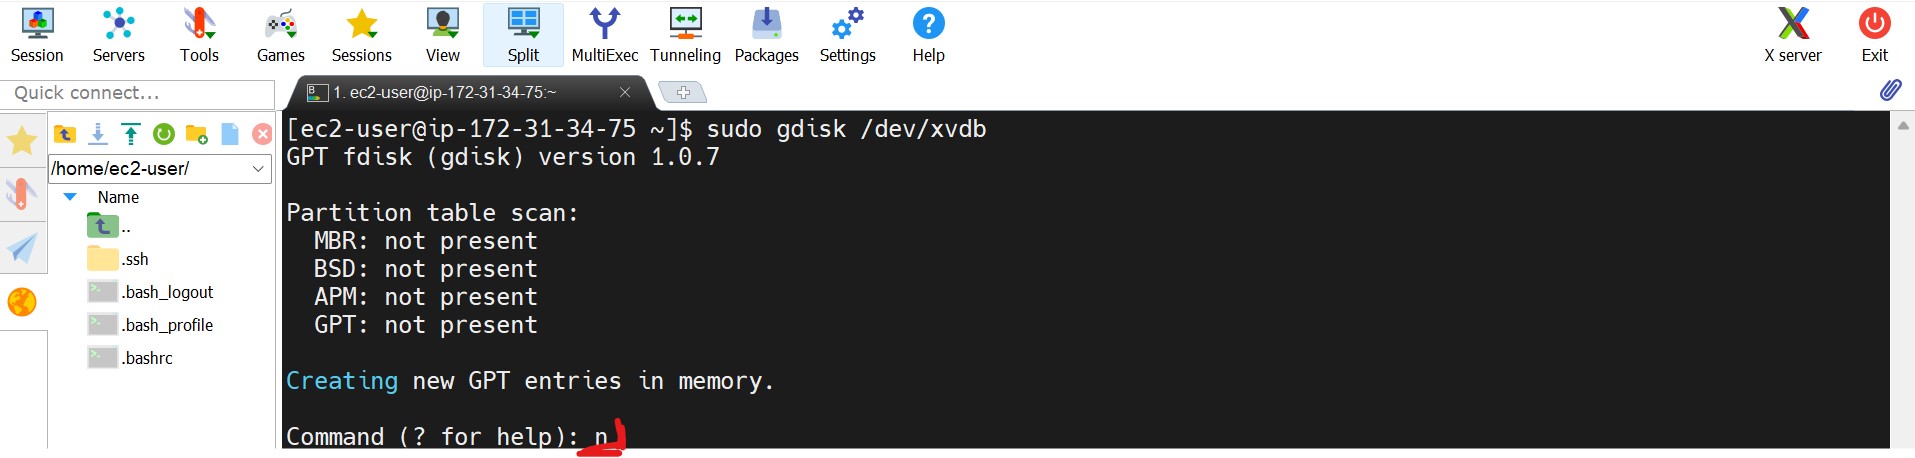 Session Servers Tools Games Sessions View Split MultiExec Tunneling Packages Settings Help X server Exit
Quick connect...
1. ec2-user@ip-172-31-34-75:~
/home/ec2-user/
Name
..
.ssh
.bash_logout
.bash_profile
.bashrc
[ec2-user@ip-172-31-34-75 ~]$ sudo gdisk /dev/xvdb
GPT fdisk (gdisk) version 1.0.7
Partition table scan:
MBR: not present
BSD: not present
APM: not present
GPT: not present
Creating new GPT entries in memory.
Command (? for help): n